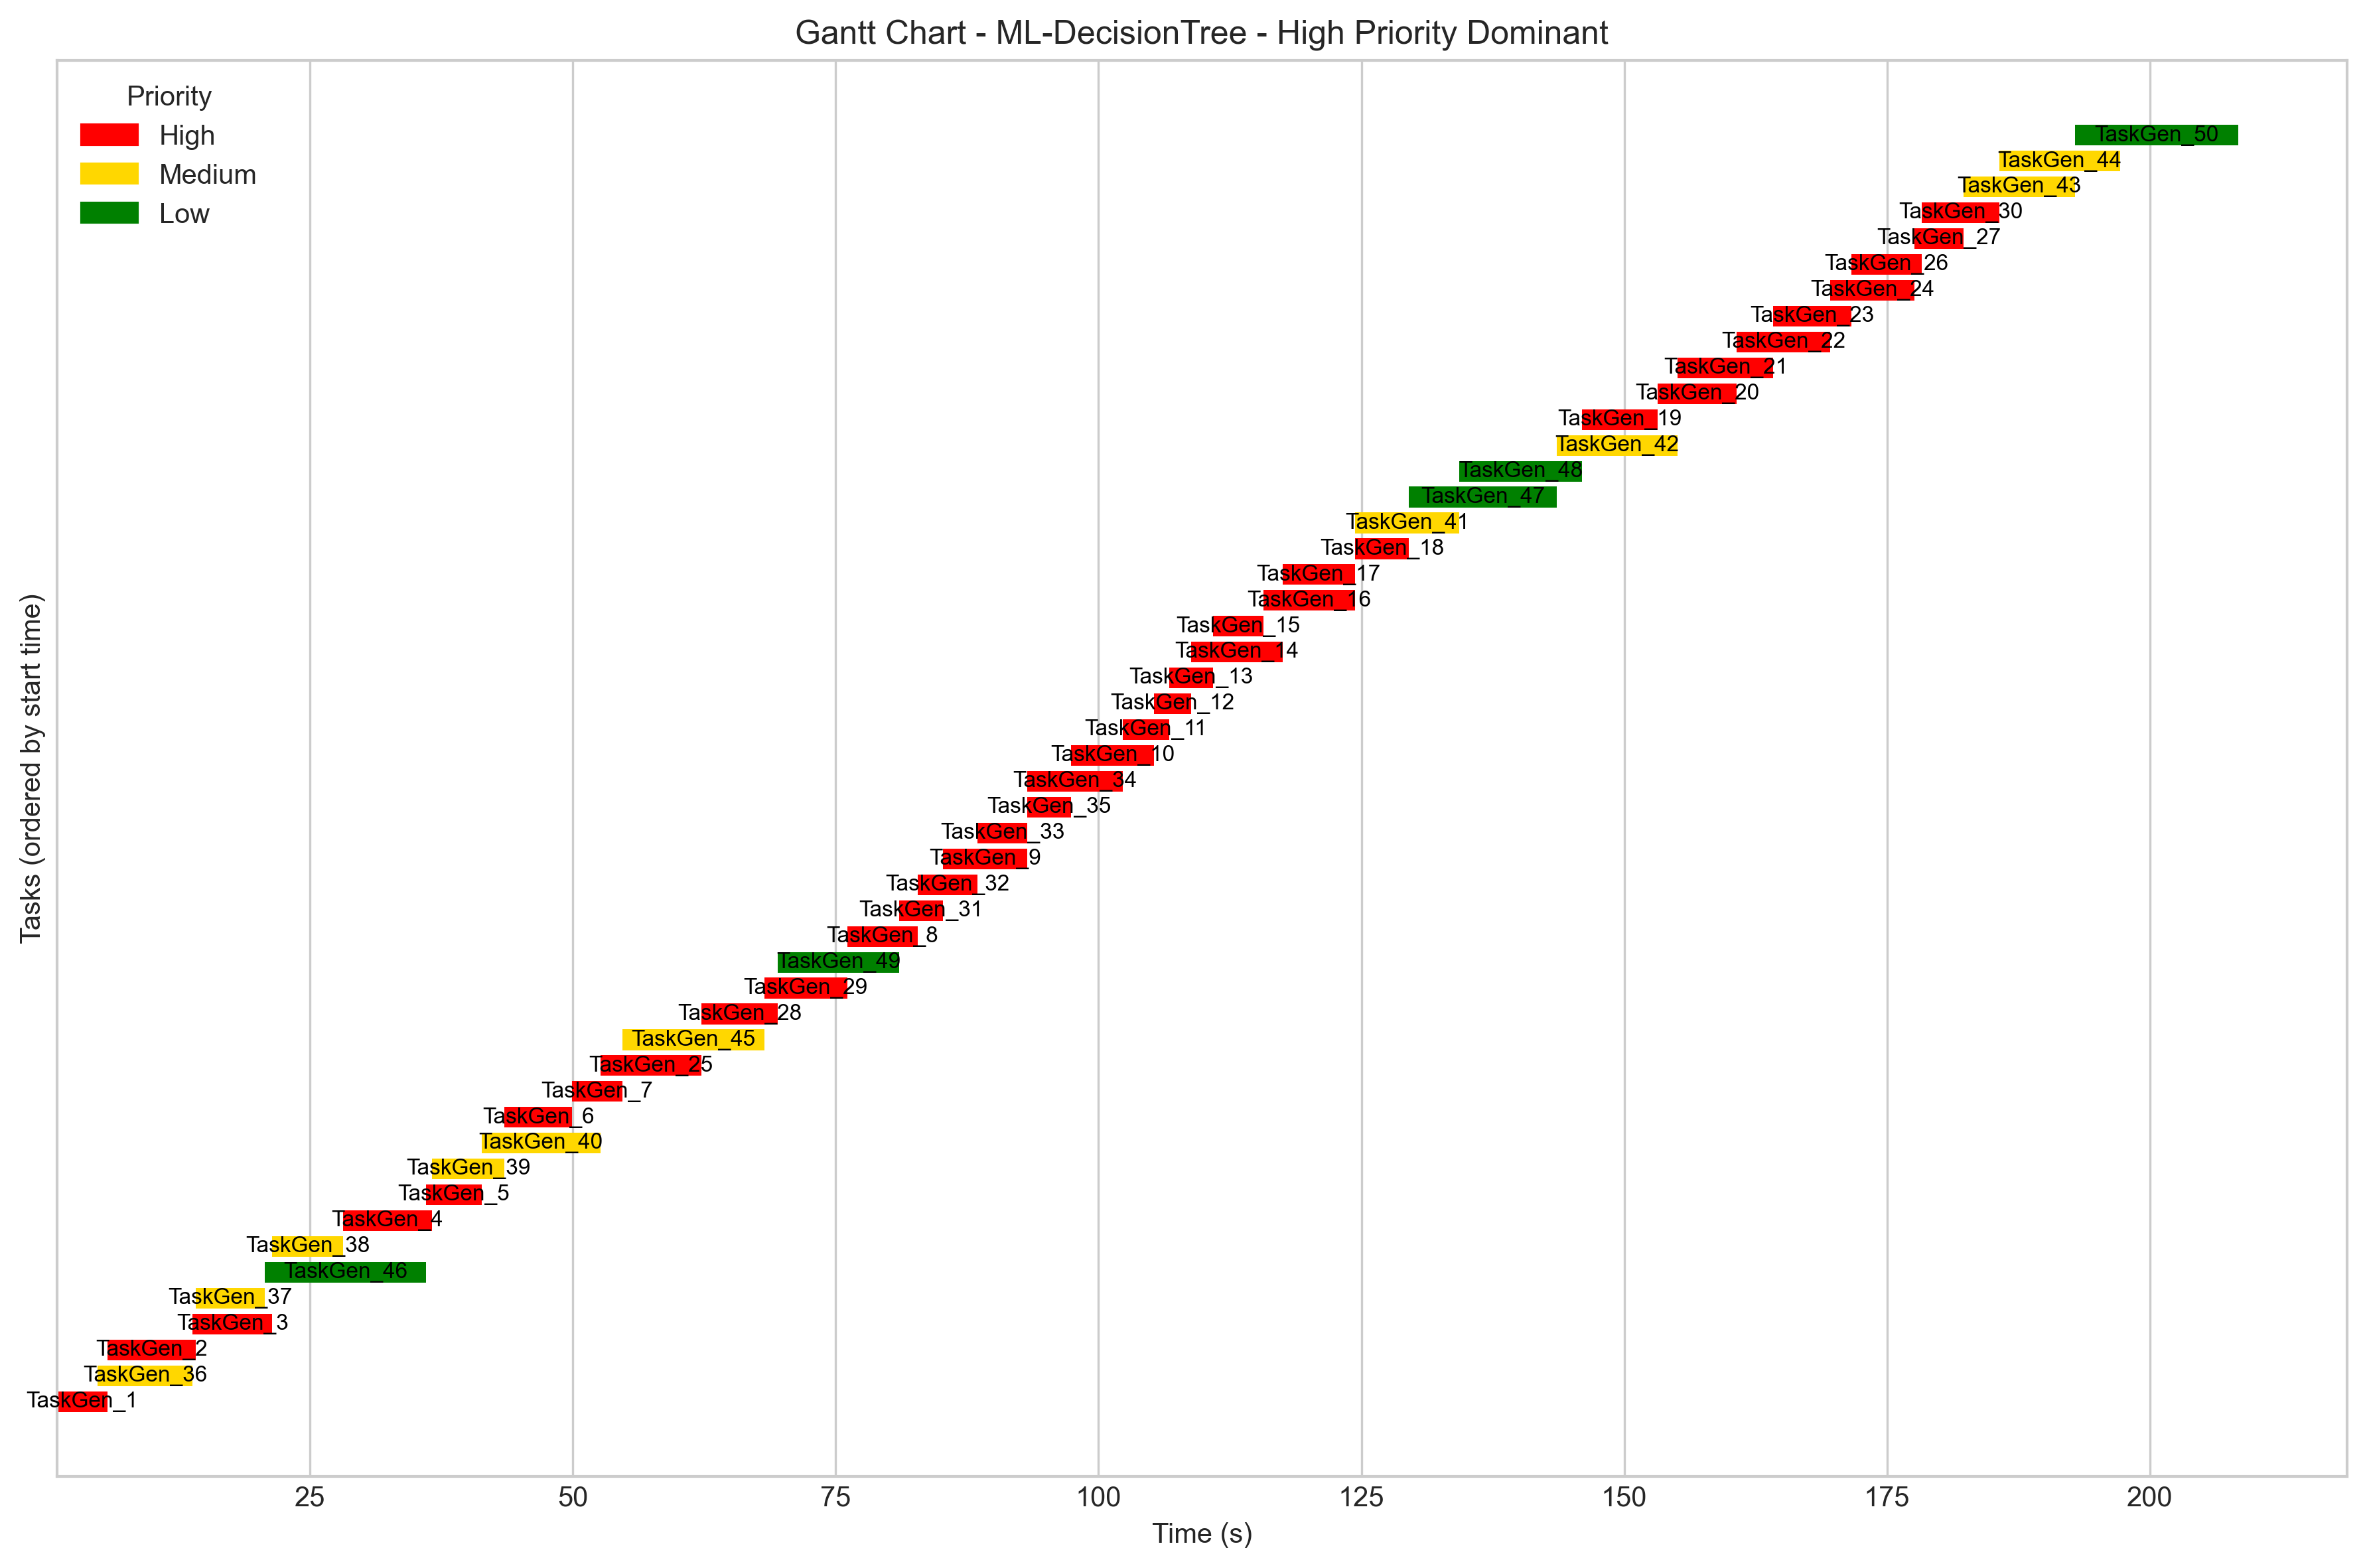 Gantt Chart - ML-DecisionTree - High Priority Dominant
Priority
High
Medium
Low
TaskGen_50
TaskGen_44
TaskGen_43
TaskGen_30
TaskGen_27
TaskGen_26
TaskGen_24
TaskGen_23
TaskGen_22
TaskGen_21
TaskGen_20
TaskGen_19
TaskGen_42
TaskGen_48
TaskGen_47
TaskGen_41
TaskGen_18
TaskGen_17
TaskGen_16
TaskGen_15
TaskGen_14
TaskGen_13
TaskGen_12
TaskGen_11
TaskGen_10
TaskGen_34
TaskGen_35
TaskGen_33
TaskGen_9
TaskGen_32
TaskGen_31
TaskGen_8
TaskGen_49
TaskGen_29
TaskGen_28
TaskGen_45
TaskGen_25
TaskGen_7
TaskGen_6
TaskGen_40
TaskGen_39
TaskGen_5
TaskGen_4
TaskGen_38
TaskGen_46
TaskGen_37
TaskGen_3
TaskGen_2
TaskGen_36
TaskGen_1
Tasks (ordered by start time)
25 50 75 100 125 150 175 200
Time (s)